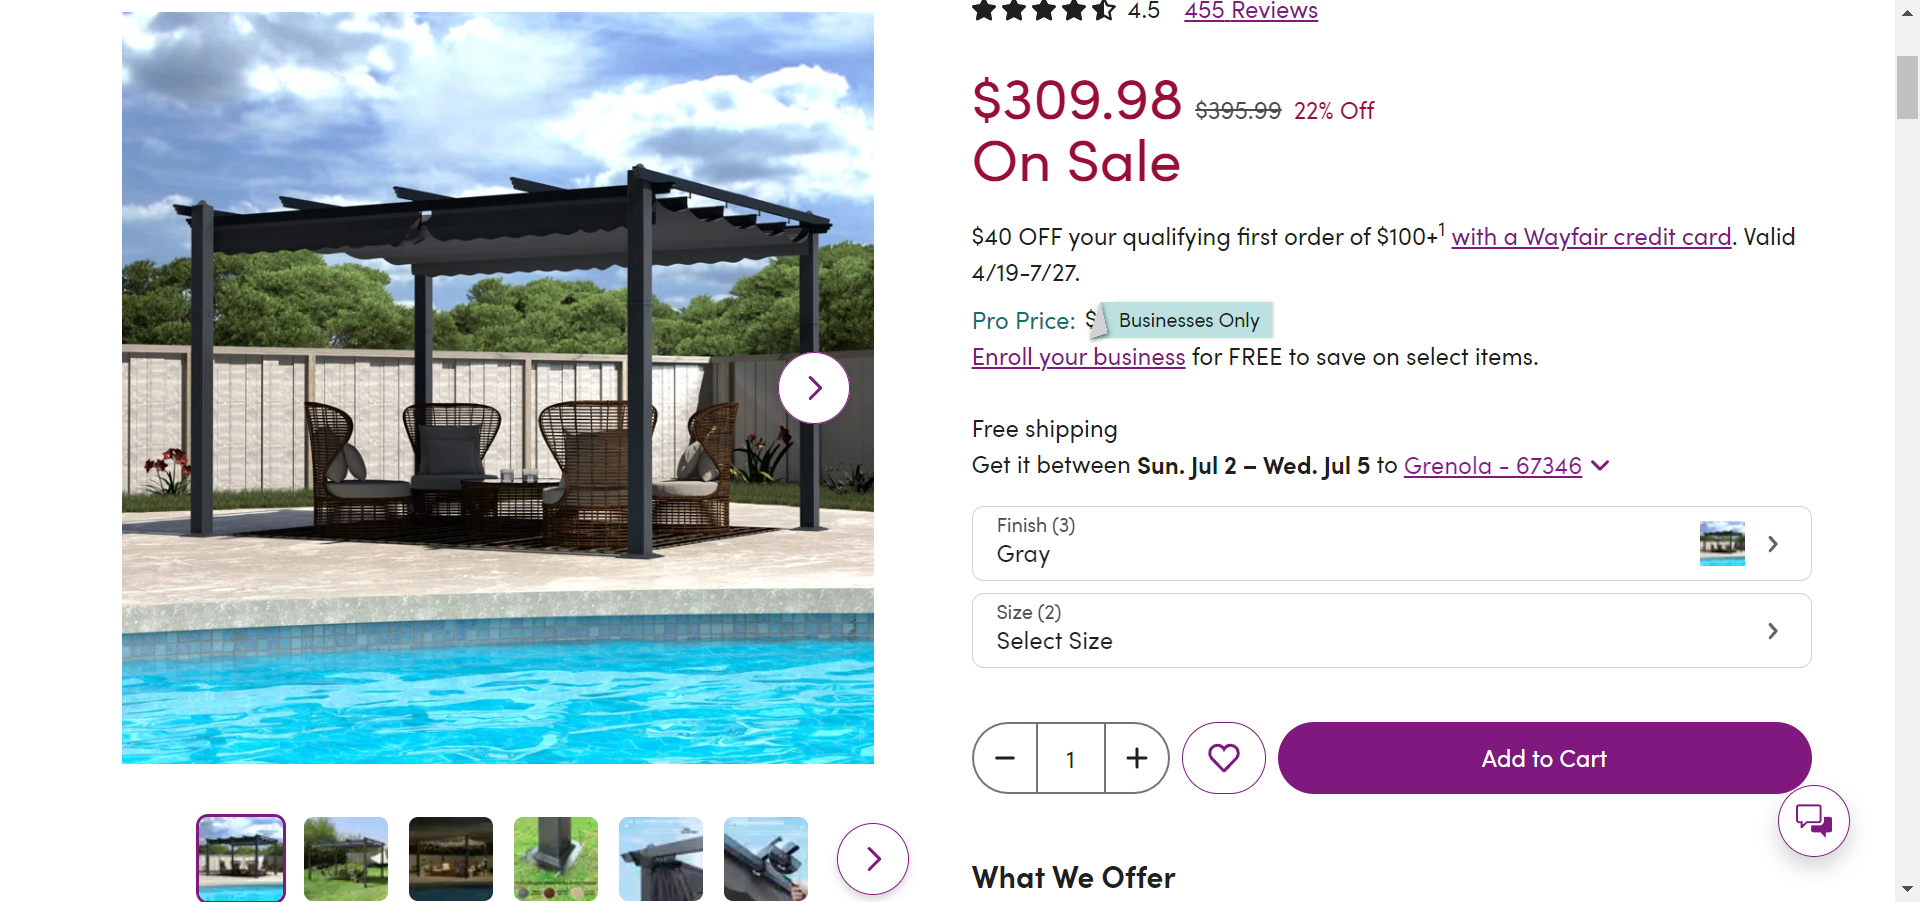 4.5 455 Reviews
$309.98 $395.99 22% Off
On Sale
$40 OFF your qualifying first order of $100+1 with a Wayfair credit card. Valid
4/19-7/27.
Pro Price: $ Businesses Only
Enroll your business for FREE to save on select items.
Free shipping
Get it between Sun. Jul 2 – Wed. Jul 5 to Grenola - 67346
Finish (3)
Gray
Size (2)
Select Size
1
Add to Cart
What We Offer